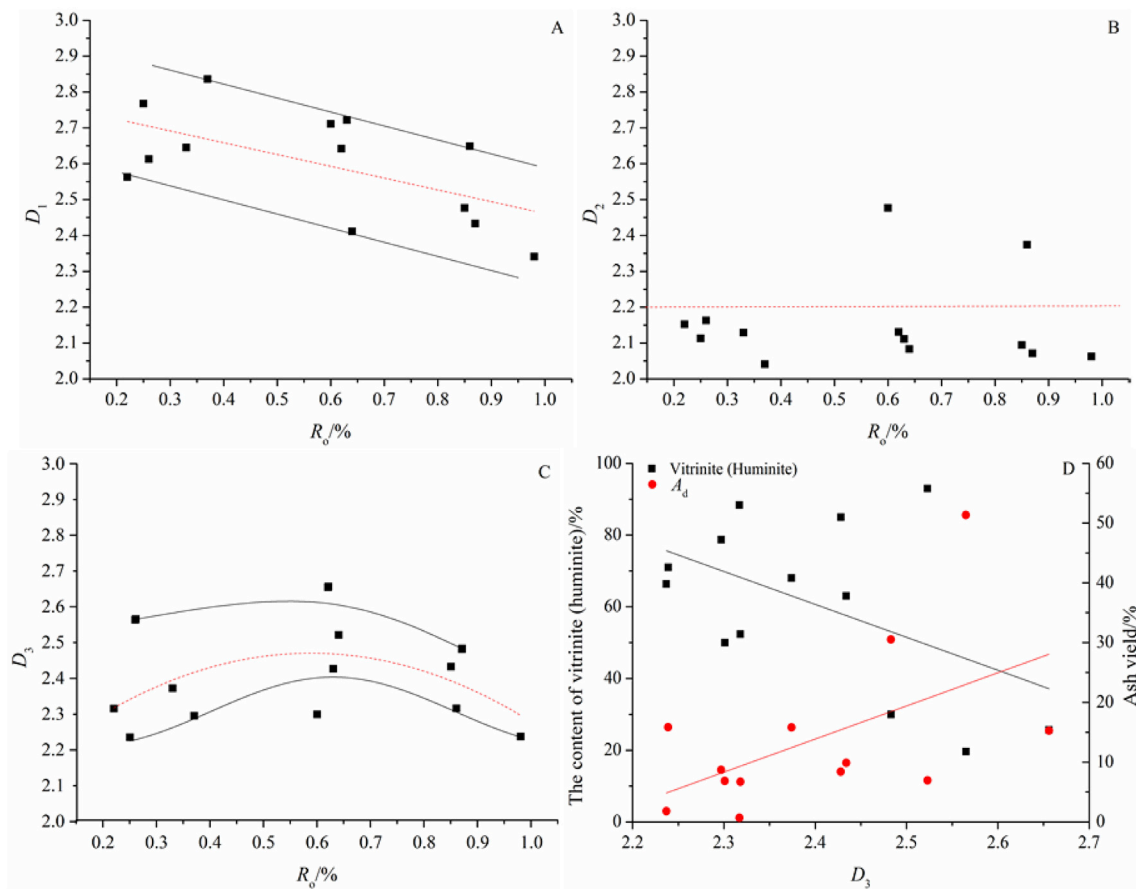 A
3.0
2.9
2.8
2.7
2.6
2.5
2.4
2.3
2.2
2.1
2.0
D₁
0.2 0.3 0.4 0.5 0.6 0.7 0.8 0.9 1.0
Rₒ/%
B
3.0
2.9
2.8
2.7
2.6
2.5
2.4
2.3
2.2
2.1
2.0
D₂
0.2 0.3 0.4 0.5 0.6 0.7 0.8 0.9 1.0
Rₒ/%
C
3.0
2.9
2.8
2.7
2.6
2.5
2.4
2.3
2.2
2.1
2.0
D₃
0.2 0.3 0.4 0.5 0.6 0.7 0.8 0.9 1.0
Rₒ/%
D
Vitrinite (Huminite)
A_d
100
80
60
40
20
0
The content of vitrinite (huminite)/%
60
50
40
30
20
10
0
Ash yield/%
2.2 2.3 2.4 2.5 2.6 2.7
D₃